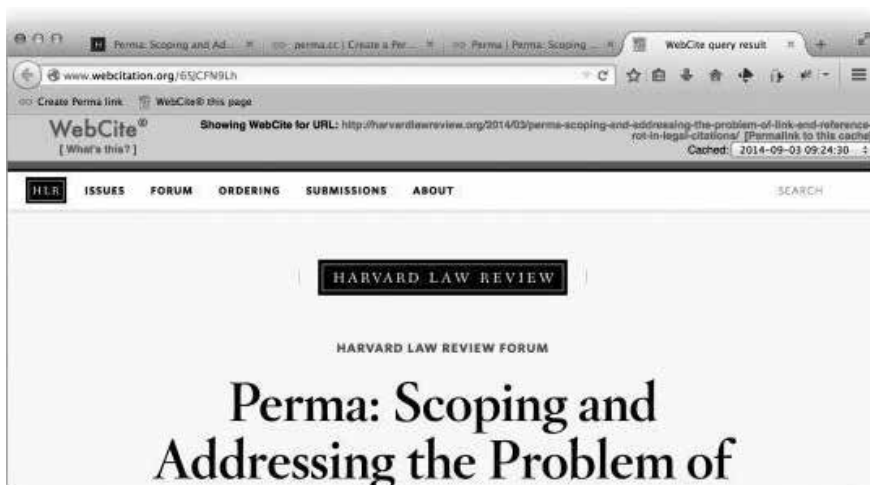 Perma: Scoping and Ad... perma.cc | Create a Per... Perma | Perma: Scoping ... WebCite query result
www.webcitation.org/
Create Perma link WebCite® this page
WebCite® Showing WebCite for URL: http://harvardlawreview.org/2014/03/perma-scoping-and-addressing-the-problem-of-link-and-reference-
rot-in-legal-citations/ [Permalink to this cache
[What's this?] Cached: 2014-09-03 09:24:30
HLR ISSUES FORUM ORDERING SUBMISSIONS ABOUT SEARCH
HARVARD LAW REVIEW
HARVARD LAW REVIEW FORUM
Perma: Scoping and
Addressing the Problem of